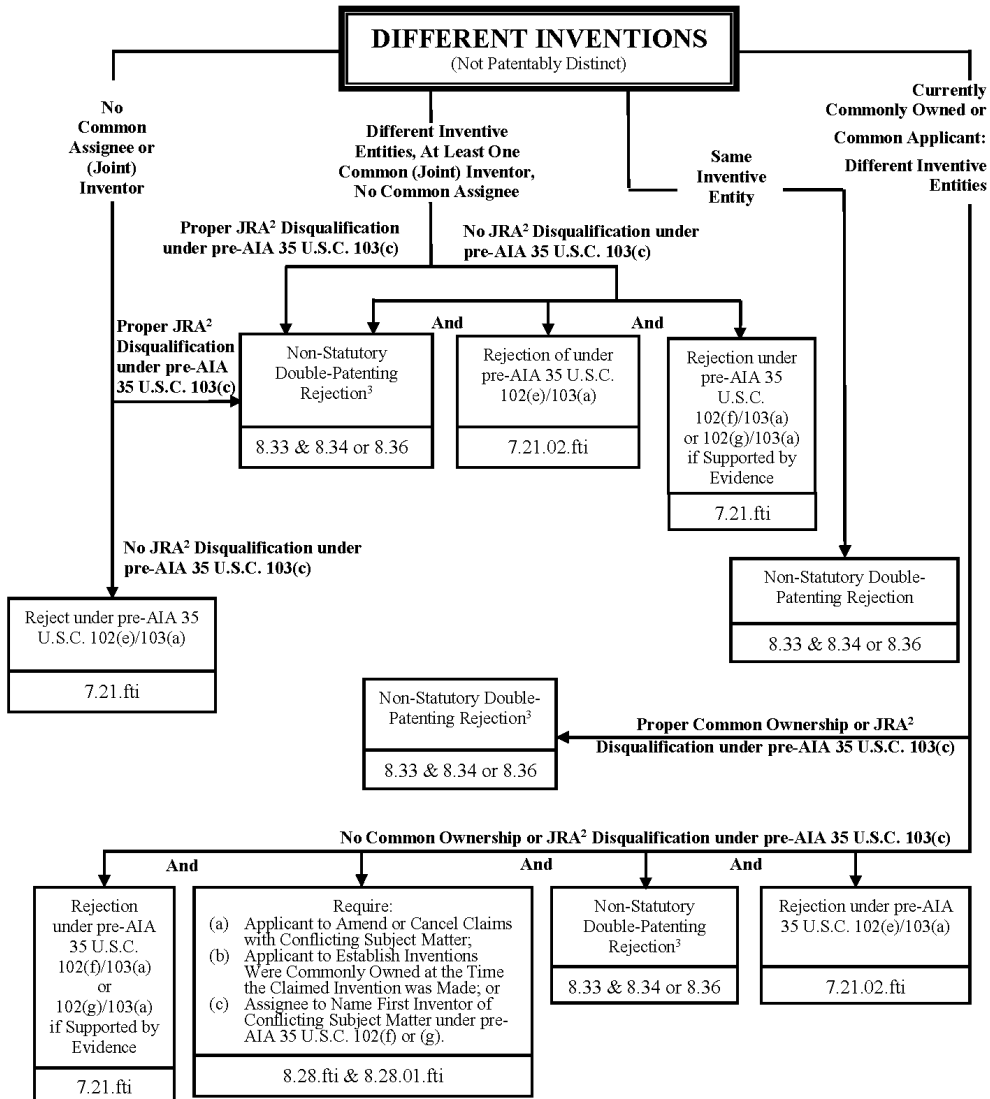 DIFFERENT INVENTIONS
(Not Patentably Distinct)
No
Common
Assignee or
(Joint)
Inventor
Different Inventive
Entities, At Least One
Common (Joint) Inventor,
No Common Assignee
Same
Inventive
Entity
Currently
Commonly Owned or
Common Applicant:
Different Inventive
Entities
Proper JRA² Disqualification
under pre-AIA 35 U.S.C. 103(c)
No JRA² Disqualification under
pre-AIA 35 U.S.C. 103(c)
Proper JRA²
Disqualification
under pre-AIA
35 U.S.C. 103(c)
And
And
Non-Statutory
Double-Patenting
Rejection³
8.33 & 8.34 or 8.36
Rejection of under
pre-AIA 35 U.S.C.
102(e)/103(a)
7.21.02.fti
Rejection under
pre-AIA 35
U.S.C.
102(f)/103(a)
or 102(g)/103(a)
if Supported by
Evidence
7.21.fti
No JRA² Disqualification under
pre-AIA 35 U.S.C. 103(c)
Reject under pre-AIA 35
U.S.C. 102(e)/103(a)
7.21.fti
Non-Statutory Double-
Patenting Rejection
8.33 & 8.34 or 8.36
Non-Statutory Double-
Patenting Rejection³
8.33 & 8.34 or 8.36
Proper Common Ownership or JRA²
Disqualification under pre-AIA 35 U.S.C. 103(c)
No Common Ownership or JRA² Disqualification under pre-AIA 35 U.S.C. 103(c)
And
And
And
Rejection
under pre-AIA
35 U.S.C.
102(f)/103(a)
or
102(g)/103(a)
if Supported by
Evidence
7.21.fti
Require:
(a) Applicant to Amend or Cancel Claims
with Conflicting Subject Matter;
(b) Applicant to Establish Inventions
Were Commonly Owned at the Time
the Claimed Invention was Made; or
(c) Assignee to Name First Inventor of
Conflicting Subject Matter under pre-
AIA 35 U.S.C. 102(f) or (g).
8.28.fti & 8.28.01.fti
Non-Statutory
Double-Patenting
Rejection³
8.33 & 8.34 or 8.36
Rejection under pre-AIA
35 U.S.C. 102(e)/103(a)
7.21.02.fti